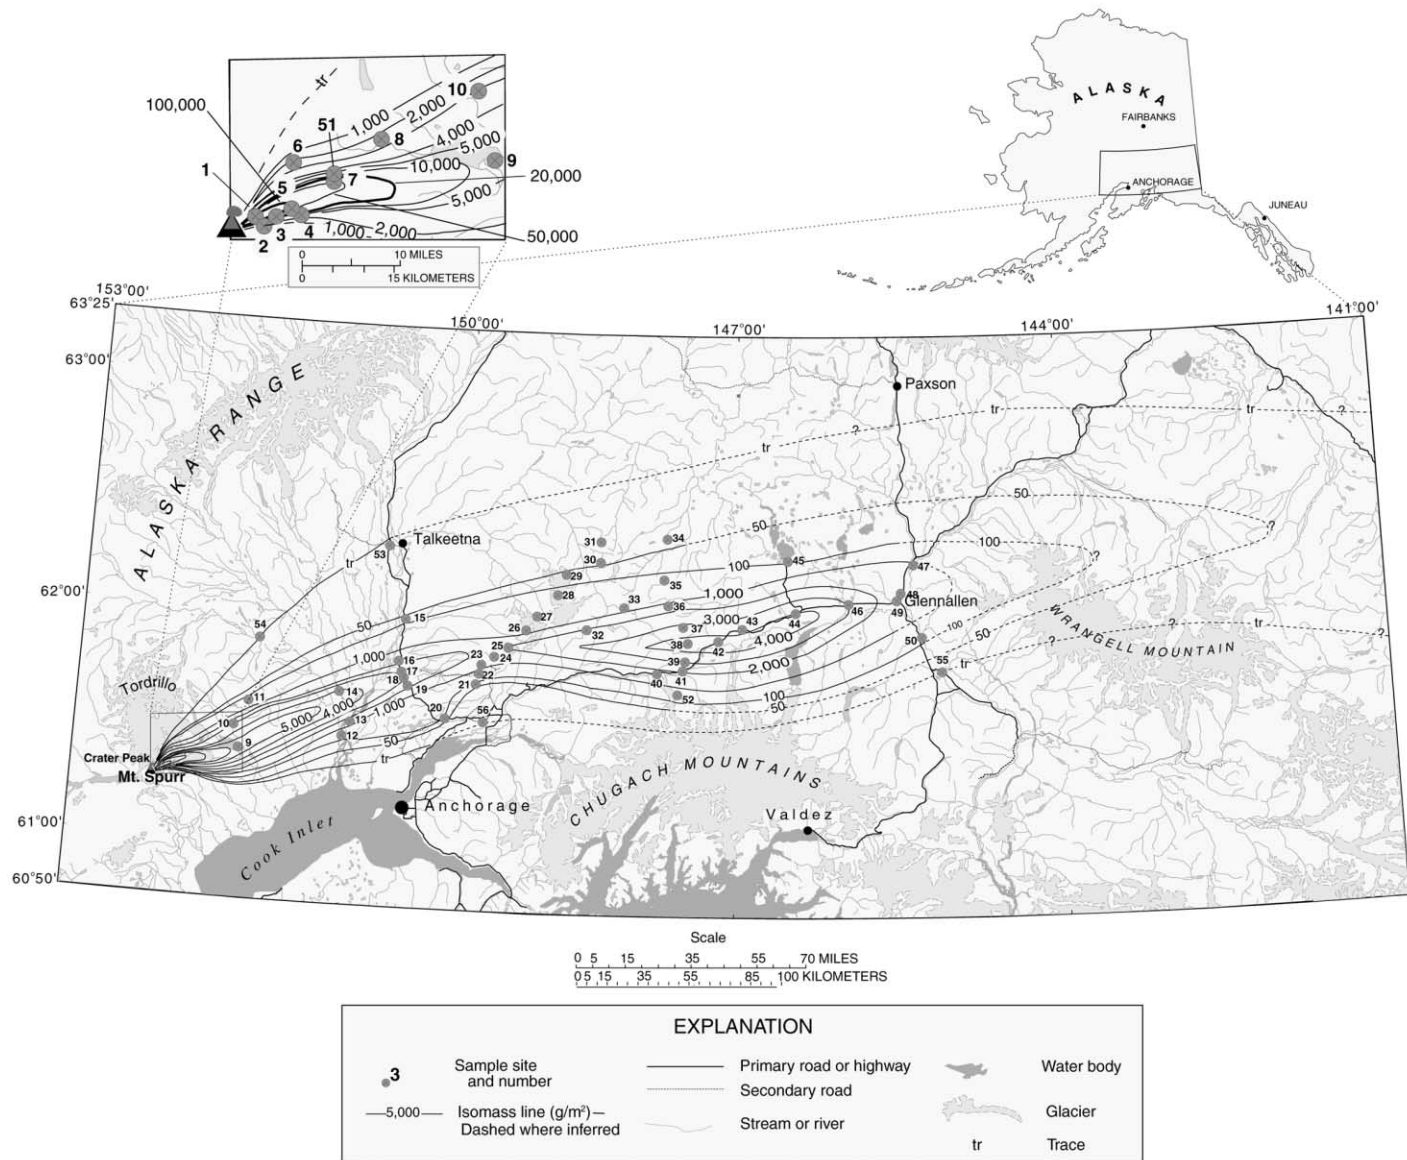 100,000
51
1
6
5
7
8
10
9
2
3
4
tr
1,000
2,000
4,000
5,000
10,000
20,000
5,000
50,000
1,000
2,000
0 10 MILES
0 15 KILOMETERS
ALASKA
FAIRBANKS
ANCHORAGE
JUNEAU
153°00'
63°25'
150°00'
147°00'
144°00'
141°00'
63°00'
62°00'
61°00'
60°50'
ALASKA RANGE
Paxson
tr
?
tr
tr
tr
?
50
50
?
Talkeetna
53
31
34
30
29
28
35
100
45
100
?
47
tr
54
1,000
33
36
48
Glennallen
49
46
50
15
27
26
32
3,000
37
43
44
4,000
38
42
50
100
50
WRANGELL MOUNTAIN
?
?
tr
?
tr
55
1,000
16
17
18
19
23
25
24
22
21
39
40
41
52
2,000
100
50
Tordrillo
11
14
10
5,000
4,000
13
1,000
12
9
50
tr
20
56
Crater Peak
Mt. Spurr
Anchorage
Cook Inlet
CHUGACH MOUNTAINS
Valdez
Scale
0 5 15 35 55 70 MILES
0 5 15 35 55 85 100 KILOMETERS
EXPLANATION
3
Sample site
and number
5,000
Isomass line (g/m²)—
Dashed where inferred
Primary road or highway
Secondary road
Stream or river
Water body
Glacier
tr
Trace